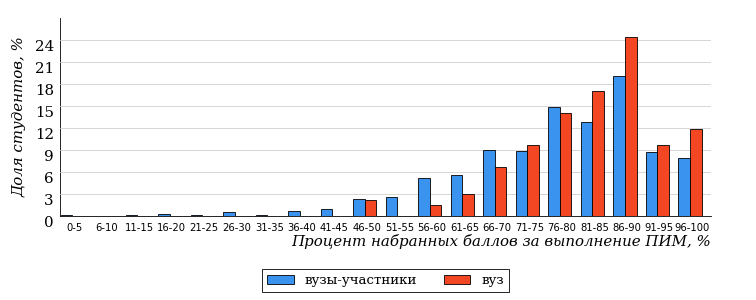 Доля студентов, %
24
21
18
15
12
9
6
3
0
0-5 6-10 11-15 16-20 21-25 26-30 31-35 36-40 41-45 46-50 51-55 56-60 61-65 66-70 71-75 76-80 81-85 86-90 91-95 96-100
Процент набранных баллов за выполнение ПИМ, %
вузы-участники вуз